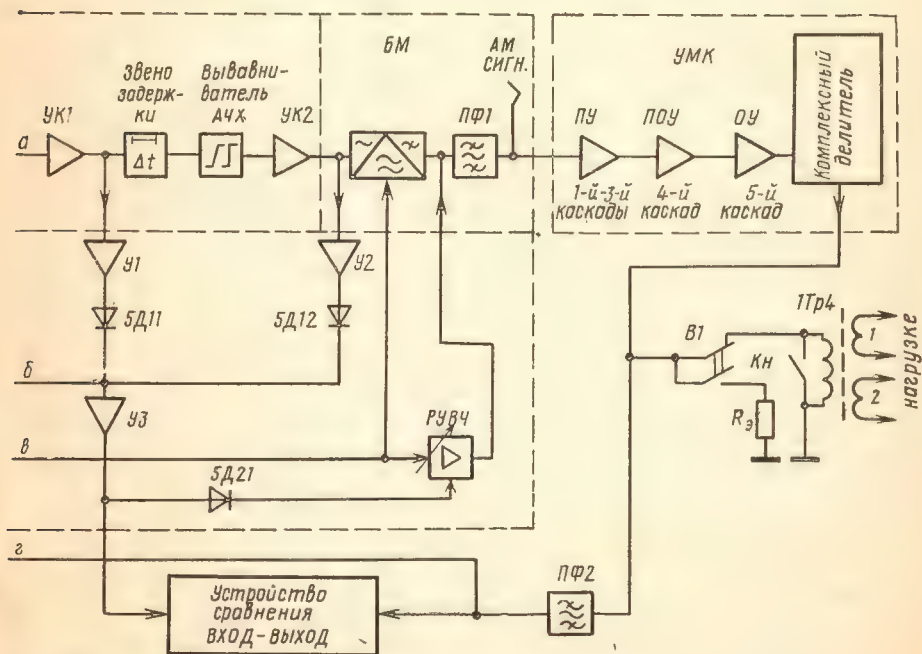 БМ
АМ
СИГН.
УМК
Звено
задерж-
ки
Вывавни-
ватель
АЧХ
УК1
УК2
ПФ1
ПУ
ПОУ
ОУ
Комплексный
делитель
а
Δt
1-й-3-й
каскады
4-й
каскад
5-й
каскад
У1
У2
5Д11
5Д12
В1
Кн
1Тр4
1
2
нагрузке
Rэ
б
У3
в
РУВЧ
5Д21
г
ПФ2
Устройство
сравнения
ВХОД-ВЫХОД